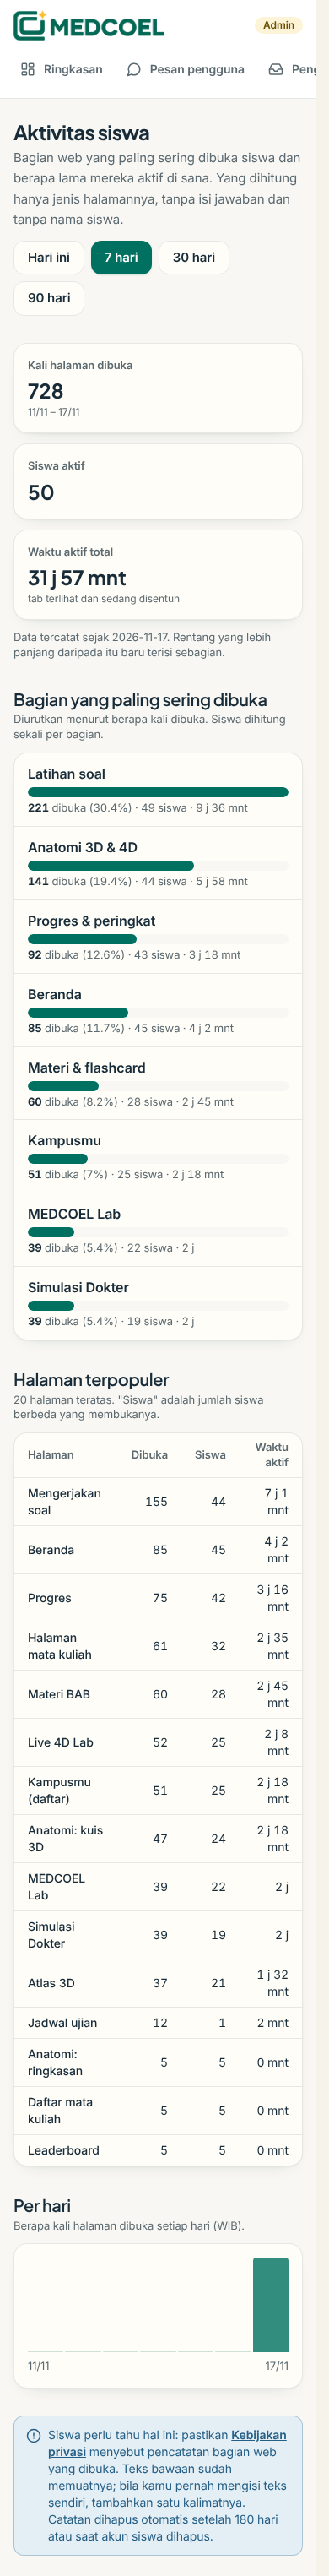 MEDCOEL
Admin
Ringkasan
Pesan pengguna
Peng
Aktivitas siswa
Bagian web yang paling sering dibuka siswa dan
berapa lama mereka aktif di sana. Yang dihitung
hanya jenis halamannya, tanpa isi jawaban dan
tanpa nama siswa.
Hari ini
7 hari
30 hari
90 hari
Kali halaman dibuka
728
11/11 – 17/11
Siswa aktif
50
Waktu aktif total
31 j 57 mnt
tab terlihat dan sedang disentuh
Data tercatat sejak 2026-11-17. Rentang yang lebih
panjang daripada itu baru terisi sebagian.
Bagian yang paling sering dibuka
Diurutkan menurut berapa kali dibuka. Siswa dihitung
sekali per bagian.
Latihan soal
221 dibuka (30.4%) · 49 siswa · 9 j 36 mnt
Anatomi 3D & 4D
141 dibuka (19.4%) · 44 siswa · 5 j 58 mnt
Progres & peringkat
92 dibuka (12.6%) · 43 siswa · 3 j 18 mnt
Beranda
85 dibuka (11.7%) · 45 siswa · 4 j 2 mnt
Materi & flashcard
60 dibuka (8.2%) · 28 siswa · 2 j 45 mnt
Kampusmu
51 dibuka (7%) · 25 siswa · 2 j 18 mnt
MEDCOEL Lab
39 dibuka (5.4%) · 22 siswa · 2 j
Simulasi Dokter
39 dibuka (5.4%) · 19 siswa · 2 j
Halaman terpopuler
20 halaman teratas. "Siswa" adalah jumlah siswa
berbeda yang membukanya.
Halaman Dibuka Siswa Waktu
aktif
Mengerjakan
soal 155 44 7 j 1
mnt
Beranda 85 45 4 j 2
mnt
Progres 75 42 3 j 16
mnt
Halaman
mata kuliah 61 32 2 j 35
mnt
Materi BAB 60 28 2 j 45
mnt
Live 4D Lab 52 25 2 j 8
mnt
Kampusmu
(daftar) 51 25 2 j 18
mnt
Anatomi: kuis
3D 47 24 2 j 18
mnt
MEDCOEL
Lab 39 22 2 j
Simulasi
Dokter 39 19 2 j
Atlas 3D 37 21 1 j 32
mnt
Jadwal ujian 12 1 2 mnt
Anatomi:
ringkasan 5 5 0 mnt
Daftar mata
kuliah 5 5 0 mnt
Leaderboard 5 5 0 mnt
Per hari
Berapa kali halaman dibuka setiap hari (WIB).
11/11
17/11
Siswa perlu tahu hal ini: pastikan Kebijakan
privasi menyebut pencatatan bagian web
yang dibuka. Teks bawaan sudah
memuatnya; bila kamu pernah mengisi teks
sendiri, tambahkan satu kalimatnya.
Catatan dihapus otomatis setelah 180 hari
atau saat akun siswa dihapus.